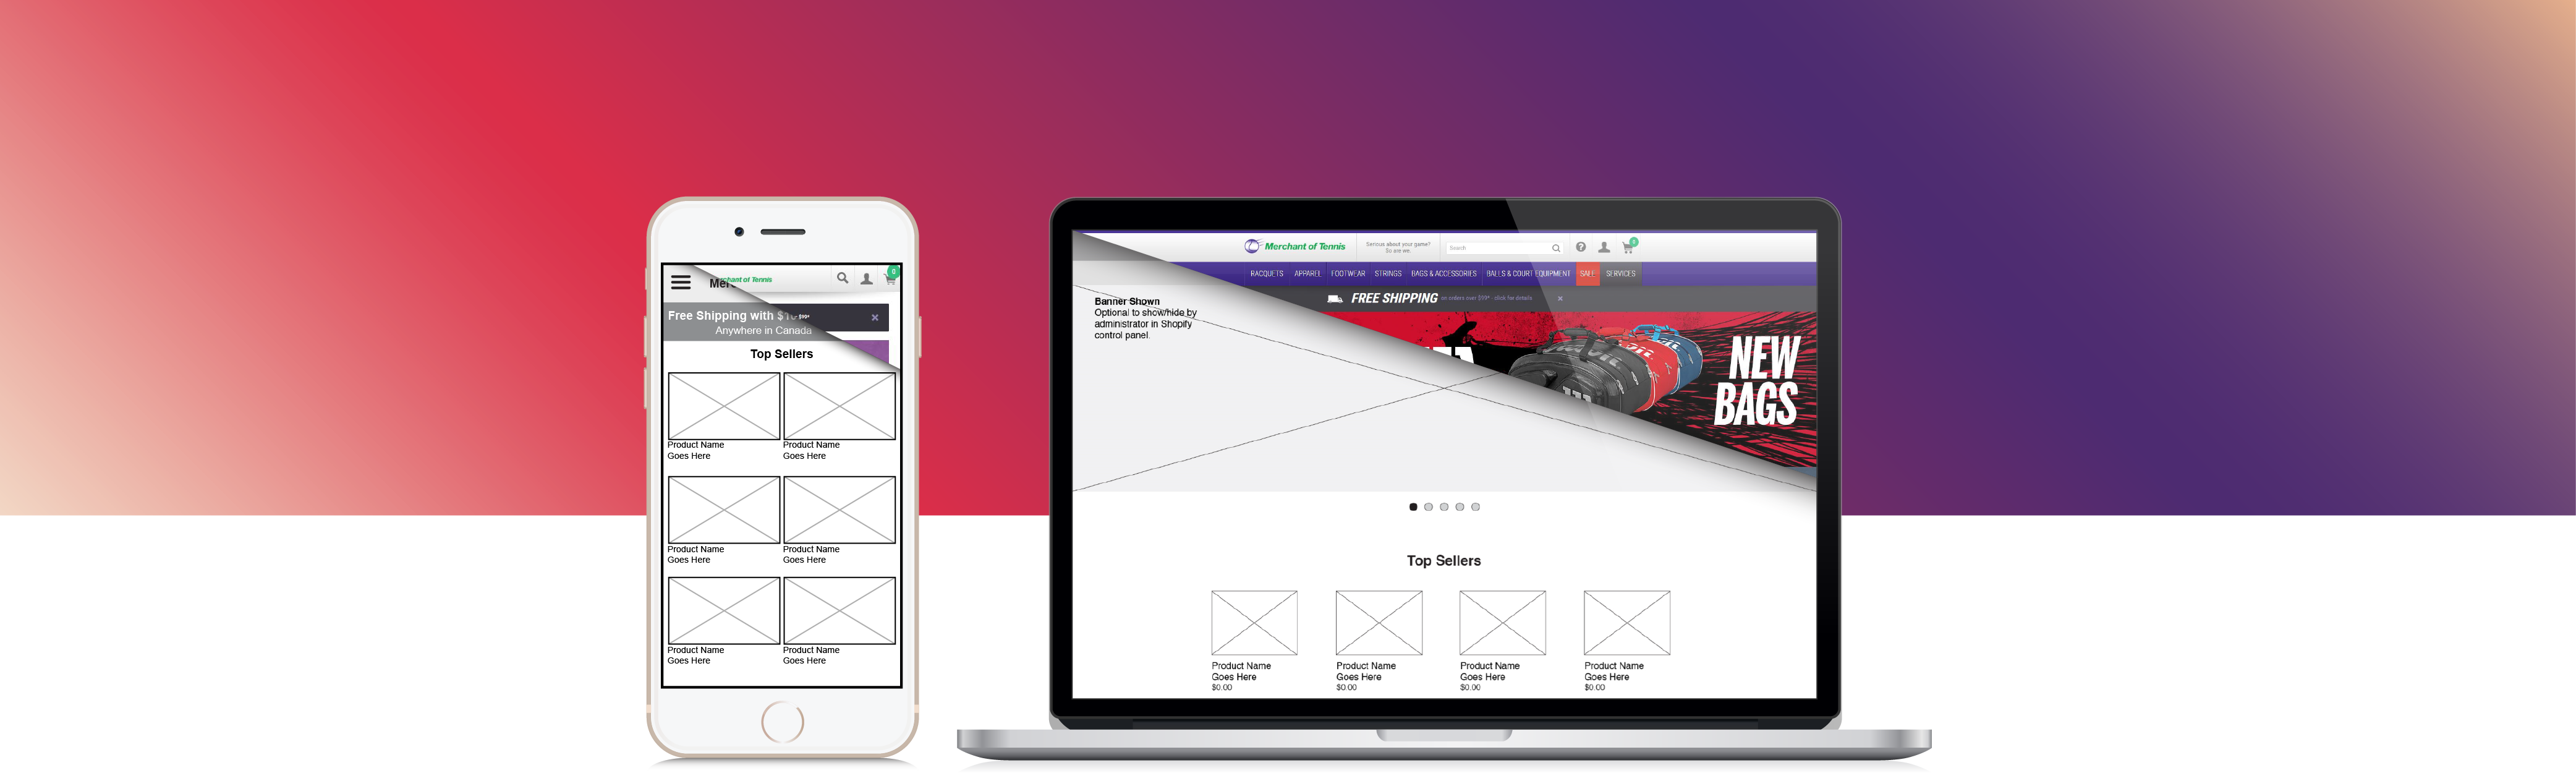 0
Merchant of Tennis
Mer
Free Shipping with $10 $99*
Anywhere in Canada
Top Sellers
Product Name
Goes Here
Product Name
Goes Here
Product Name
Goes Here
Product Name
Goes Here
Product Name
Goes Here
Product Name
Goes Here
Merchant of Tennis
Serious about your game?
So are we.
Search
0
RACQUETS APPAREL FOOTWEAR STRINGS BAGS & ACCESSORIES BALLS & COURT EQUIPMENT SALE SERVICES
FREE SHIPPING on orders over $99* - click for details
Banner Shown
Optional to show/hide by
administrator in Shopify
control panel.
NEW
BAGS
Top Sellers
Product Name
Goes Here
$0.00
Product Name
Goes Here
$0.00
Product Name
Goes Here
$0.00
Product Name
Goes Here
$0.00